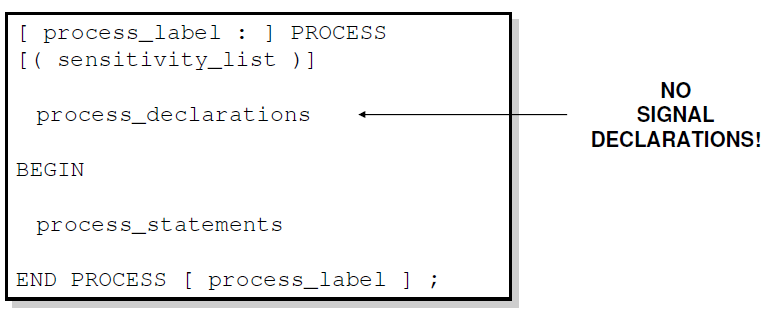 [ process_label : ] PROCESS
[( sensitivity_list )]
process_declarations
NO
SIGNAL
DECLARATIONS!
BEGIN
process_statements
END PROCESS [ process_label ] ;